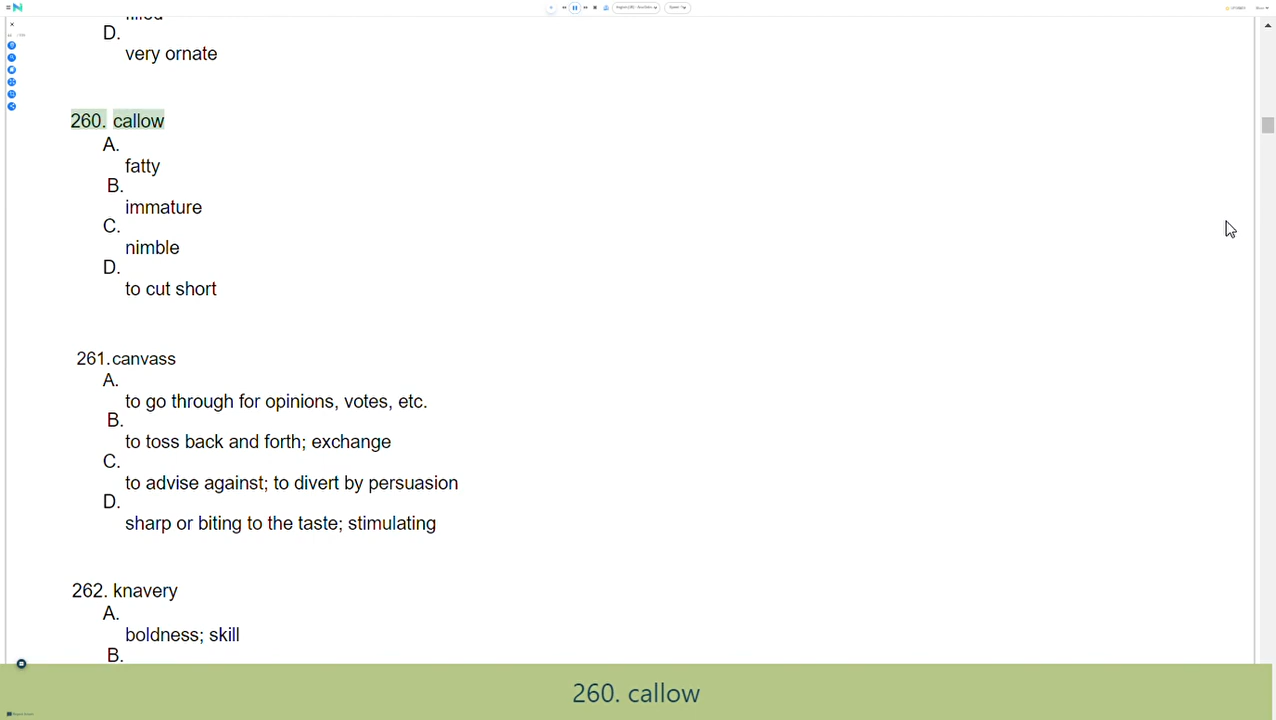 D.
very ornate
260. callow
A.
fatty
B.
immature
C.
nimble
D.
to cut short
261.canvass
A.
to go through for opinions, votes, etc.
B.
to toss back and forth; exchange
C.
to advise against; to divert by persuasion
D.
sharp or biting to the taste; stimulating
262. knavery
A.
boldness; skill
B.
260. callow